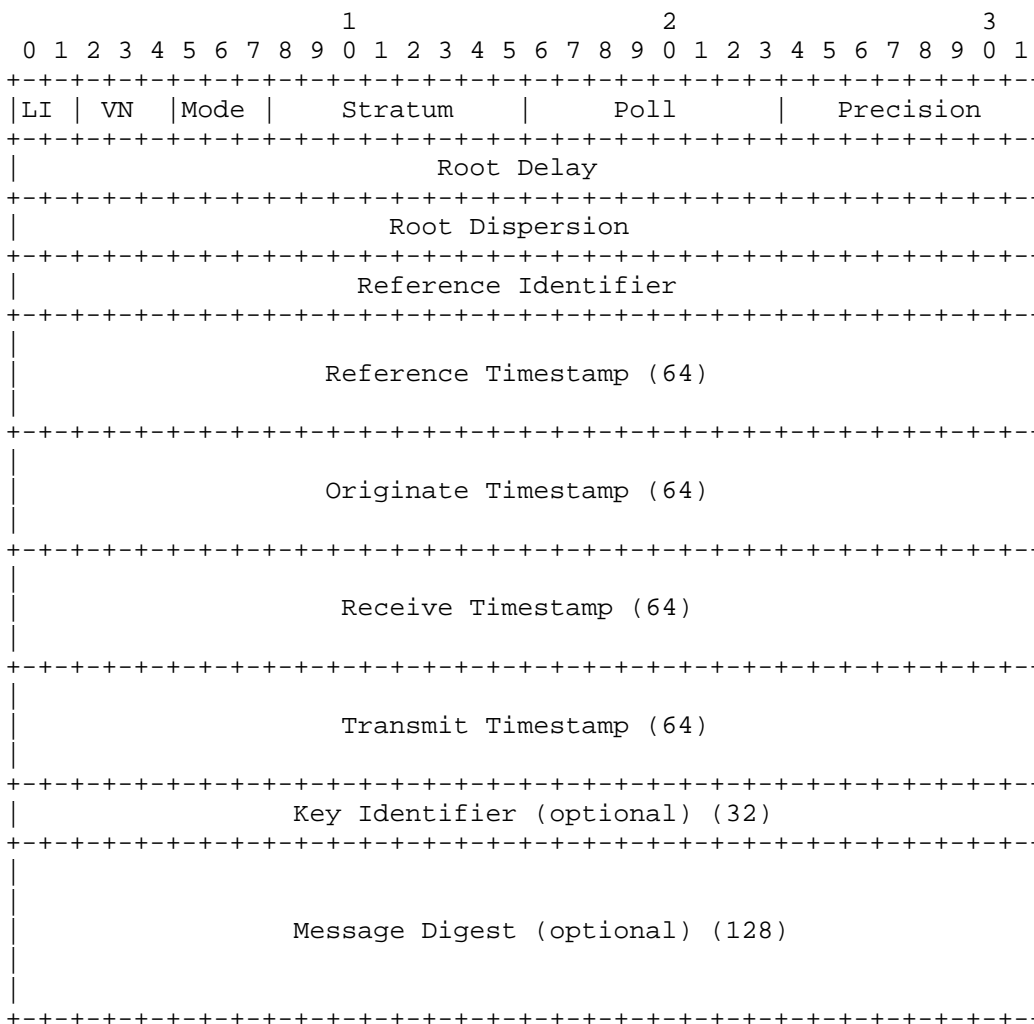 1                   2                   3
 0 1 2 3 4 5 6 7 8 9 0 1 2 3 4 5 6 7 8 9 0 1 2 3 4 5 6 7 8 9 0 1
+-+-+-+-+-+-+-+-+-+-+-+-+-+-+-+-+-+-+-+-+-+-+-+-+-+-+-+-+-+-+-+--
|LI | VN  |Mode |    Stratum    |     Poll      |   Precision
+-+-+-+-+-+-+-+-+-+-+-+-+-+-+-+-+-+-+-+-+-+-+-+-+-+-+-+-+-+-+-+--
|                          Root Delay
+-+-+-+-+-+-+-+-+-+-+-+-+-+-+-+-+-+-+-+-+-+-+-+-+-+-+-+-+-+-+-+--
|                       Root Dispersion
+-+-+-+-+-+-+-+-+-+-+-+-+-+-+-+-+-+-+-+-+-+-+-+-+-+-+-+-+-+-+-+--
|                     Reference Identifier
+-+-+-+-+-+-+-+-+-+-+-+-+-+-+-+-+-+-+-+-+-+-+-+-+-+-+-+-+-+-+-+--
|
|                   Reference Timestamp (64)
|
+-+-+-+-+-+-+-+-+-+-+-+-+-+-+-+-+-+-+-+-+-+-+-+-+-+-+-+-+-+-+-+--
|
|                   Originate Timestamp (64)
|
+-+-+-+-+-+-+-+-+-+-+-+-+-+-+-+-+-+-+-+-+-+-+-+-+-+-+-+-+-+-+-+--
|
|                    Receive Timestamp (64)
|
+-+-+-+-+-+-+-+-+-+-+-+-+-+-+-+-+-+-+-+-+-+-+-+-+-+-+-+-+-+-+-+--
|
|                    Transmit Timestamp (64)
|
+-+-+-+-+-+-+-+-+-+-+-+-+-+-+-+-+-+-+-+-+-+-+-+-+-+-+-+-+-+-+-+--
|                 Key Identifier (optional) (32)
+-+-+-+-+-+-+-+-+-+-+-+-+-+-+-+-+-+-+-+-+-+-+-+-+-+-+-+-+-+-+-+--
|
|
|                 Message Digest (optional) (128)
|
|
+-+-+-+-+-+-+-+-+-+-+-+-+-+-+-+-+-+-+-+-+-+-+-+-+-+-+-+-+-+-+-+--